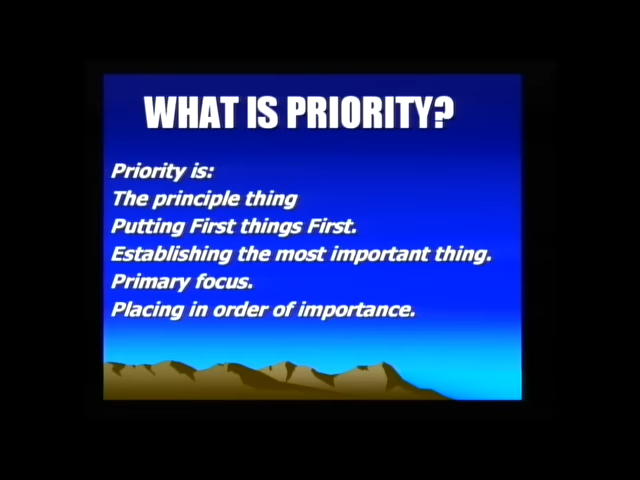 WHAT IS PRIORITY?
Priority is:
The principle thing
Putting First things First.
Establishing the most important thing.
Primary focus.
Placing in order of importance.